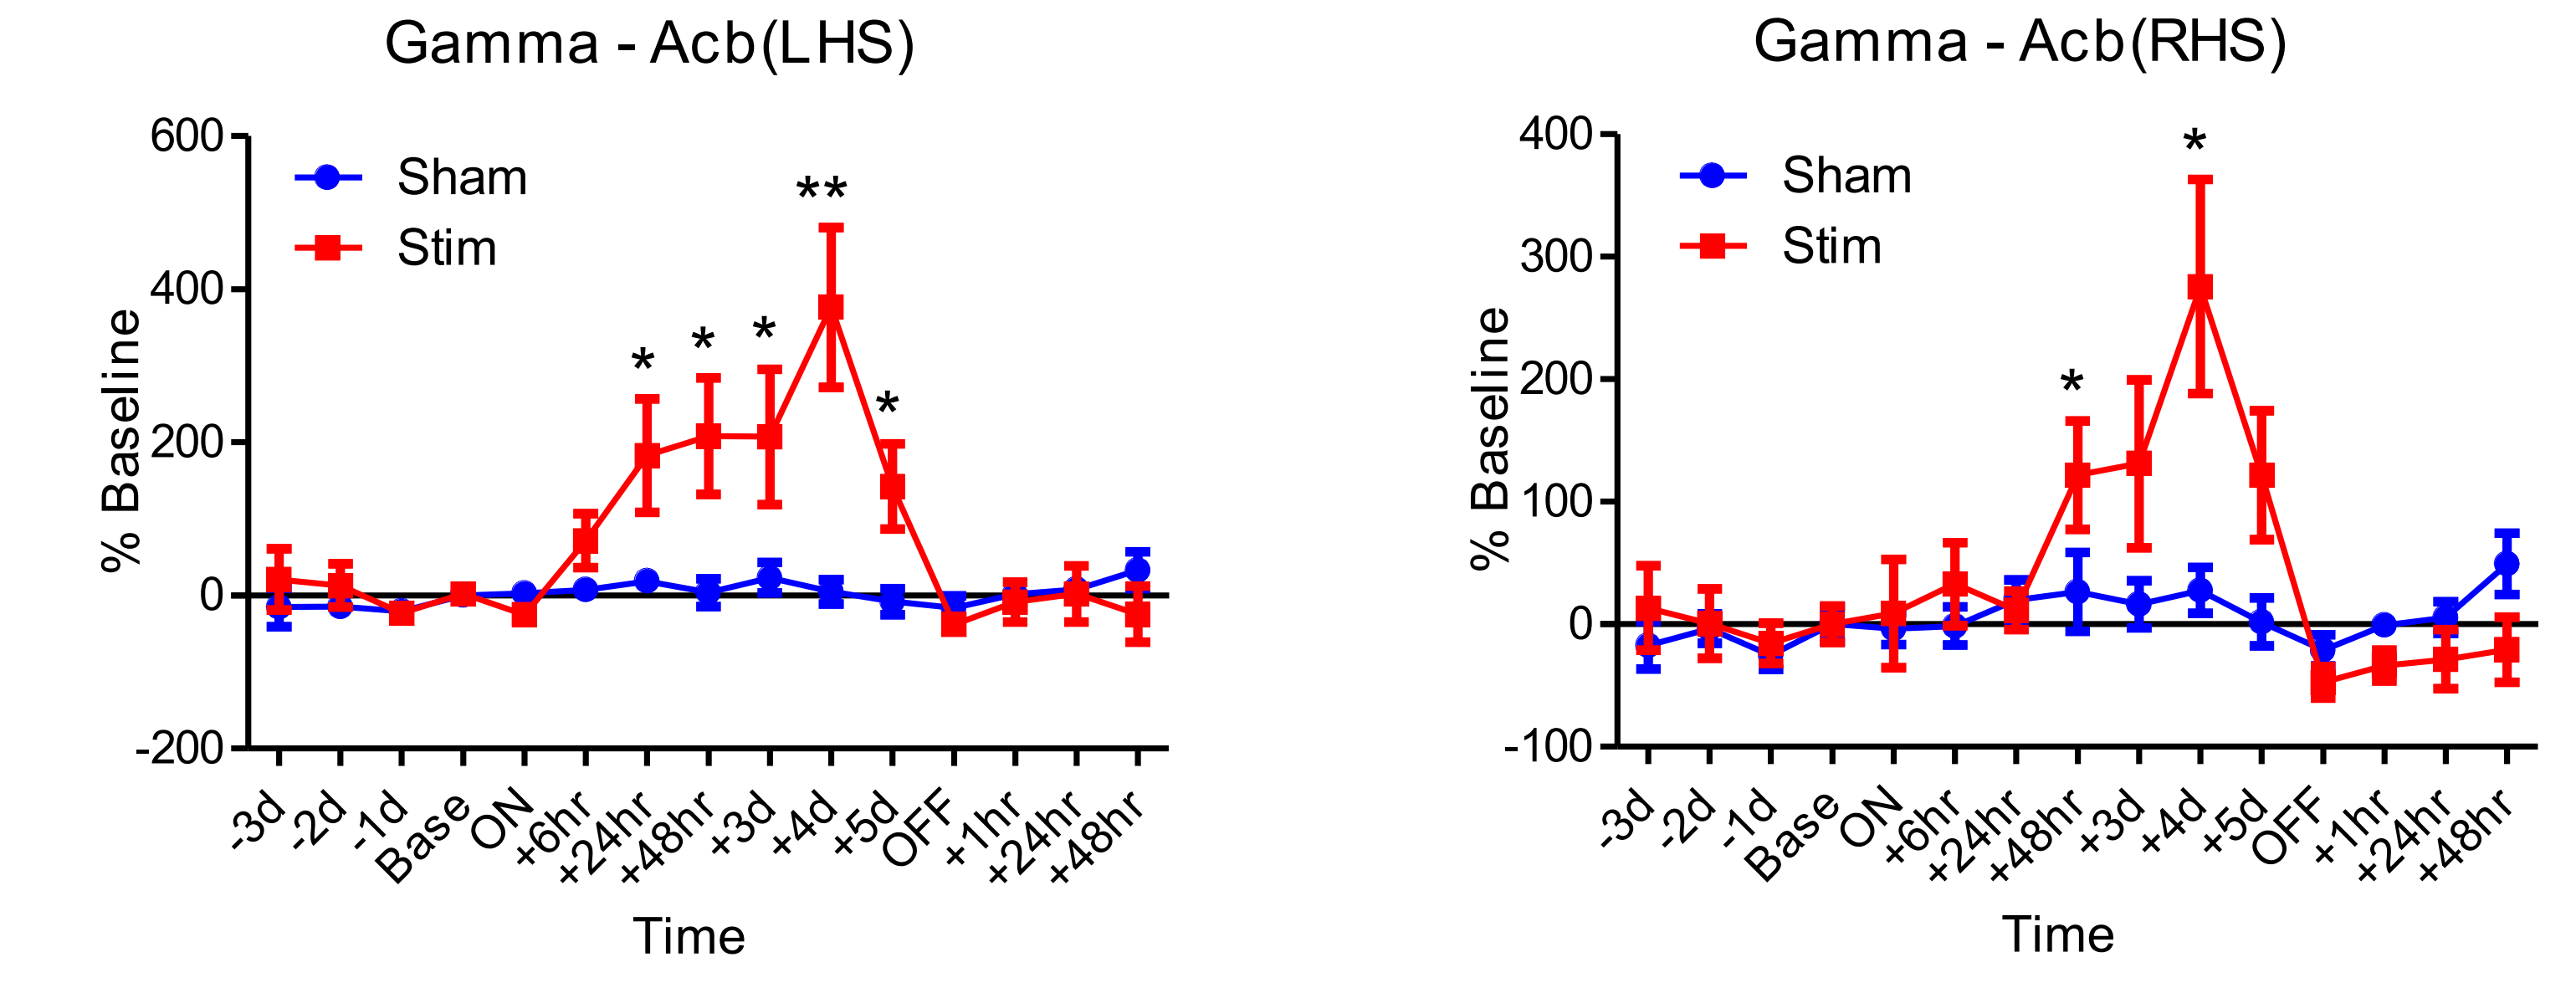 Gamma - Acb(LHS)
600
400
200
0
-200
% Baseline
Sham
Stim
*
*
*
**
*
-3d
-2d
-1d
Base
ON
+6hr
+24hr
+48hr
+3d
+4d
+5d
OFF
+1hr
+24hr
+48hr
Time
Gamma - Acb(RHS)
400
300
200
100
0
-100
% Baseline
Sham
Stim
*
*
-3d
-2d
-1d
Base
ON
+6hr
+24hr
+48hr
+3d
+4d
+5d
OFF
+1hr
+24hr
+48hr
Time